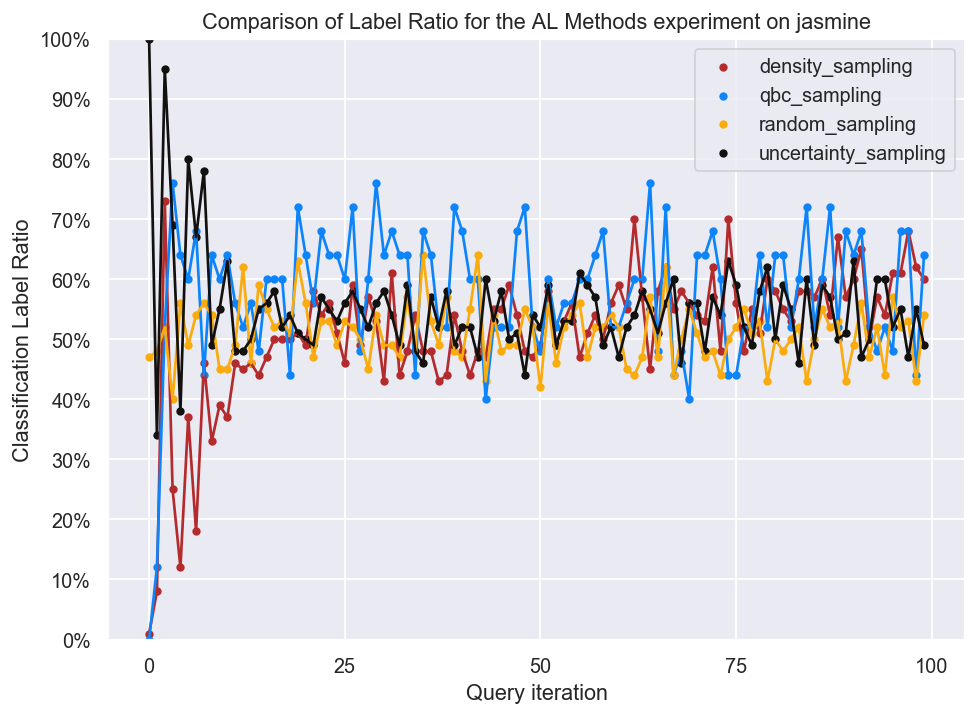 Comparison of Label Ratio for the AL Methods experiment on jasmine
100%
90%
80%
70%
60%
50%
40%
30%
20%
10%
0%
Classification Label Ratio
density_sampling
qbc_sampling
random_sampling
uncertainty_sampling
0 25 50 75 100
Query iteration